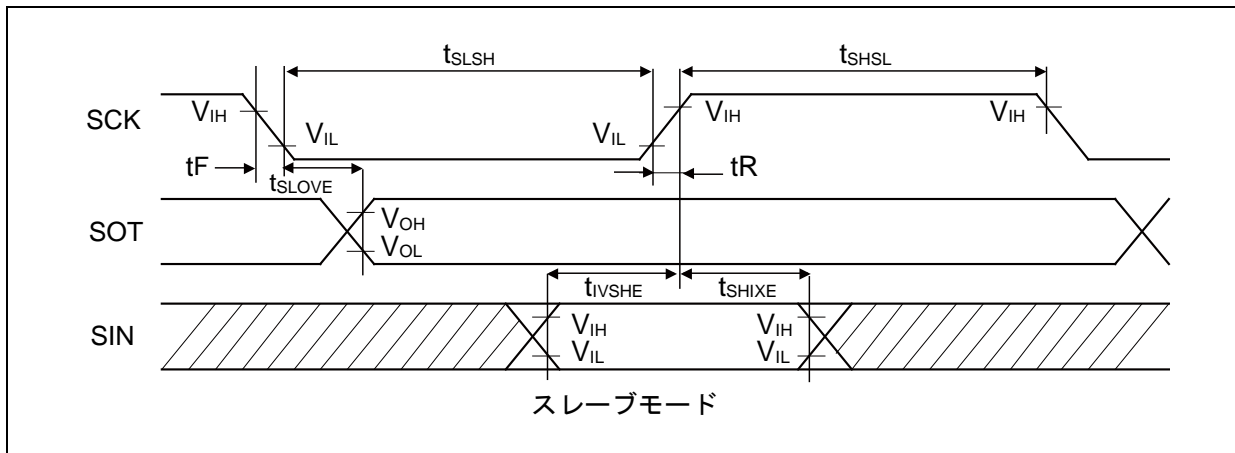 tSLSH tSHSL
SCK VIH VIL VIL VIH VIH
tF tSLOVE tR
SOT VOH
VOL
tIVSHE tSHIXE
SIN VIH VIH
VIL VIL
スレーブモード